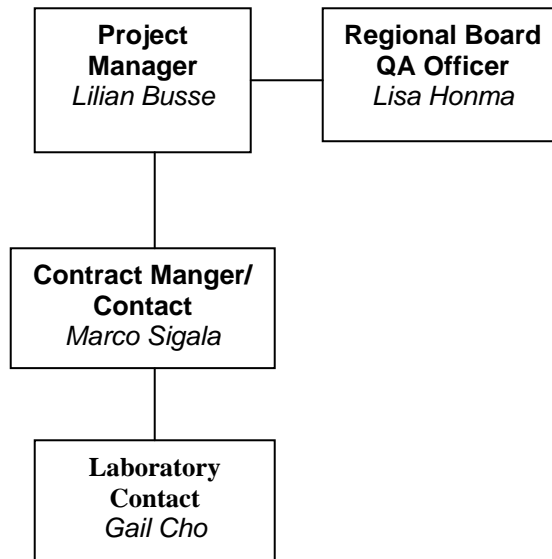 Project
Manager
Lilian Busse
Regional Board
QA Officer
Lisa Honma
Contract Manger/
Contact
Marco Sigala
Laboratory
Contact
Gail Cho